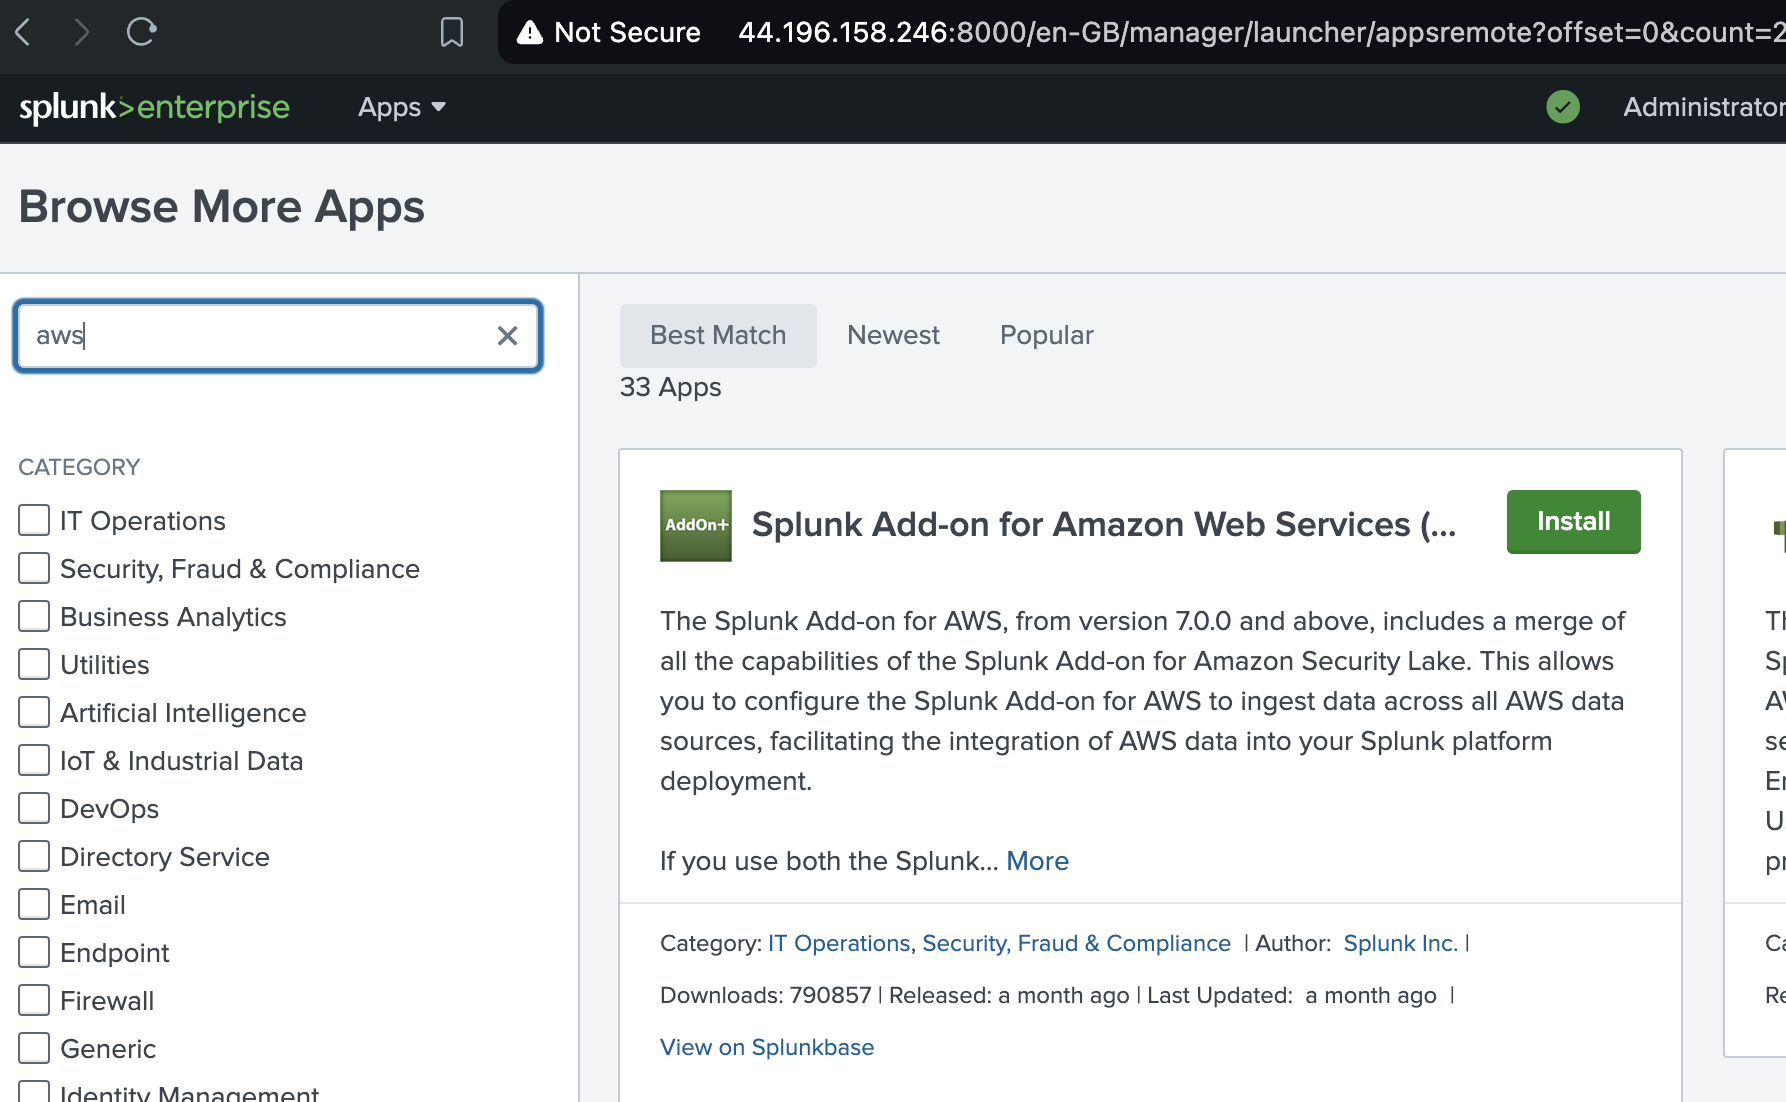 Not Secure 44.196.158.246:8000/en-GB/manager/launcher/appsremote?offset=0&count=2
splunk>enterprise Apps Administrator
Browse More Apps
aws
CATEGORY
IT Operations
Security, Fraud & Compliance
Business Analytics
Utilities
Artificial Intelligence
IoT & Industrial Data
DevOps
Directory Service
Email
Endpoint
Firewall
Generic
Identity Management
Best Match Newest Popular
33 Apps
AddOn+ Splunk Add-on for Amazon Web Services (... Install
The Splunk Add-on for AWS, from version 7.0.0 and above, includes a merge of
all the capabilities of the Splunk Add-on for Amazon Security Lake. This allows
you to configure the Splunk Add-on for AWS to ingest data across all AWS data
sources, facilitating the integration of AWS data into your Splunk platform
deployment.
If you use both the Splunk... More
Category: IT Operations, Security, Fraud & Compliance | Author: Splunk Inc. |
Downloads: 790857 | Released: a month ago | Last Updated: a month ago |
View on Splunkbase